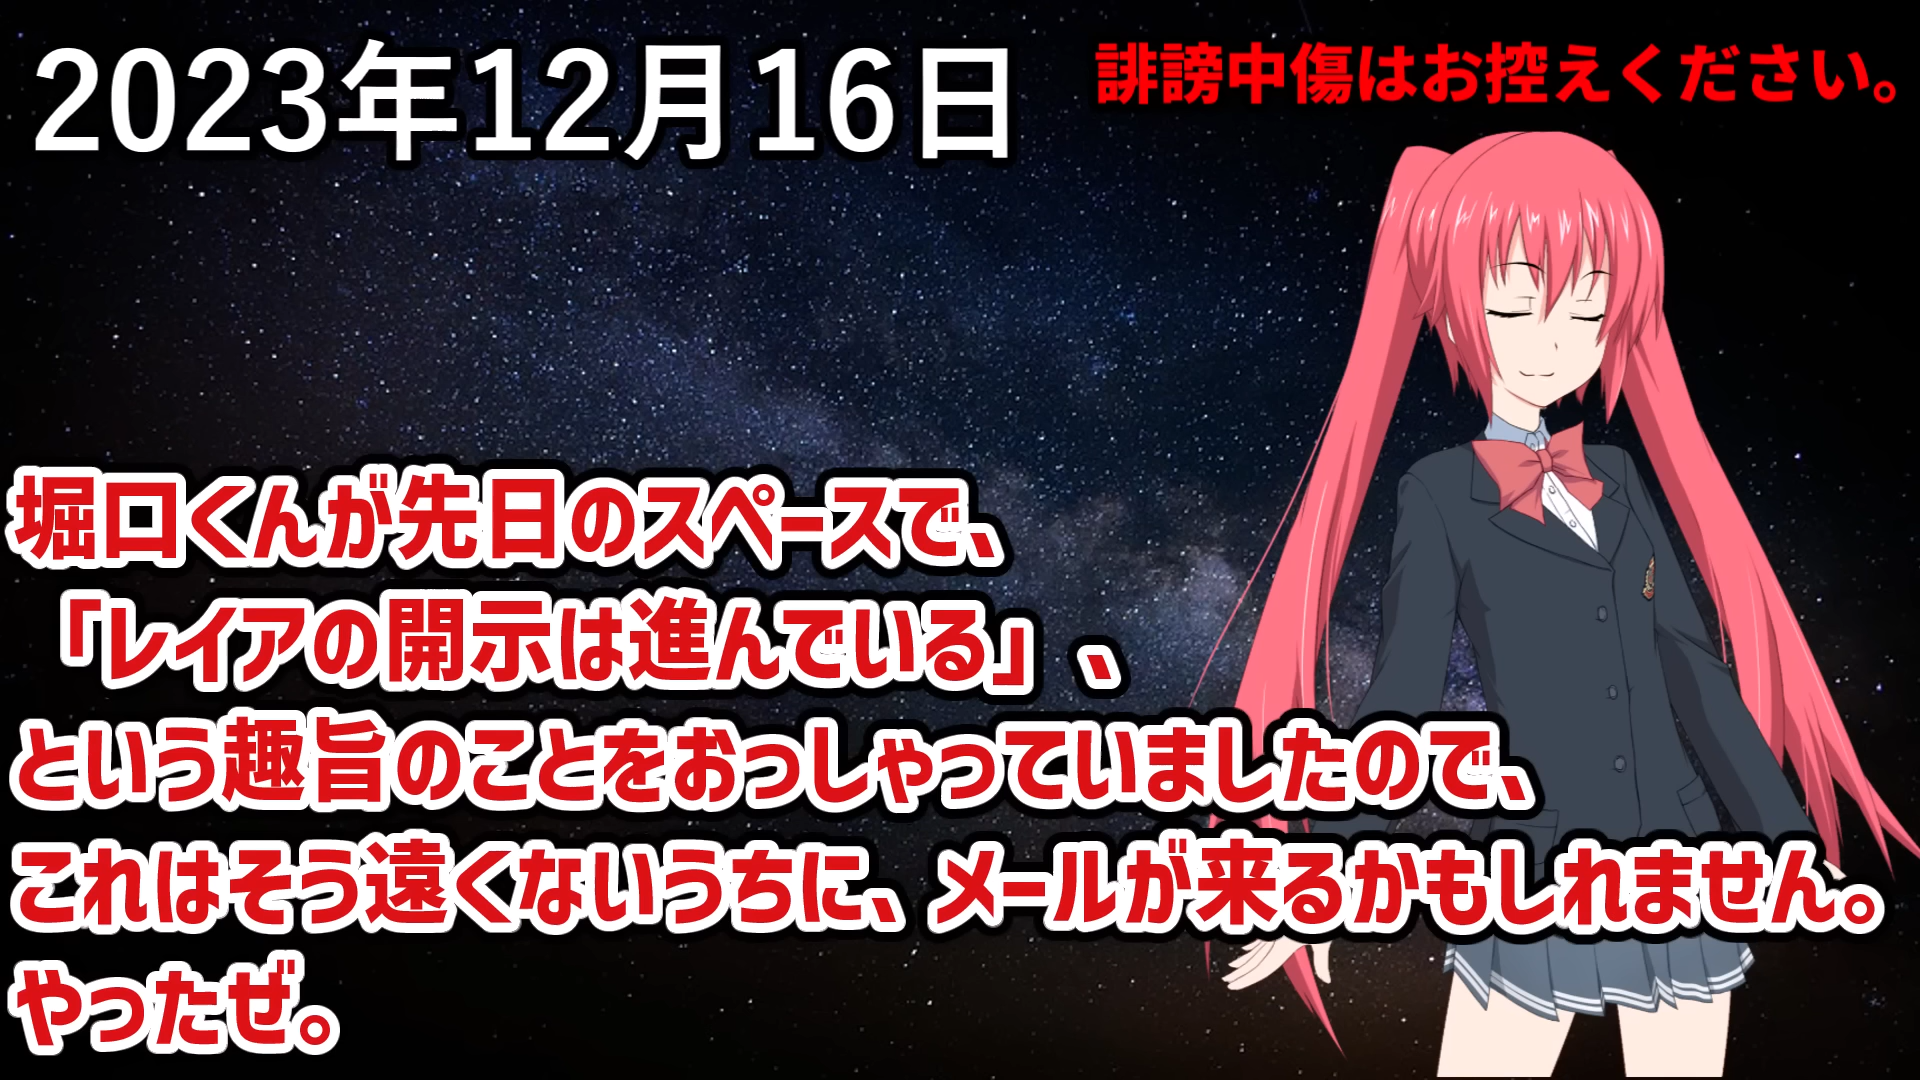 2023年12月16日
誹謗中傷はお控えください。
堀口くんが先日のスペースで、
「レイアの開示は進んでいる」、
という趣旨のことをおっしゃっていましたので、
これはそう遠くないうちに、メールが来るかもしれません。
やったぜ。